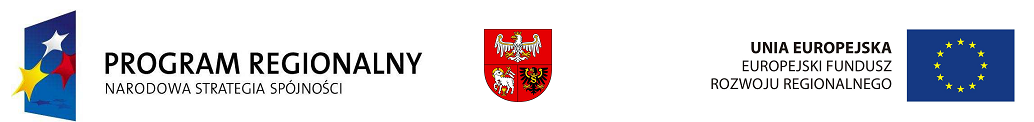 PROGRAM REGIONALNY
NARODOWA STRATEGIA SPÓJNOŚCI
UNIA EUROPEJSKA
EUROPEJSKI FUNDUSZ
ROZWOJU REGIONALNEGO